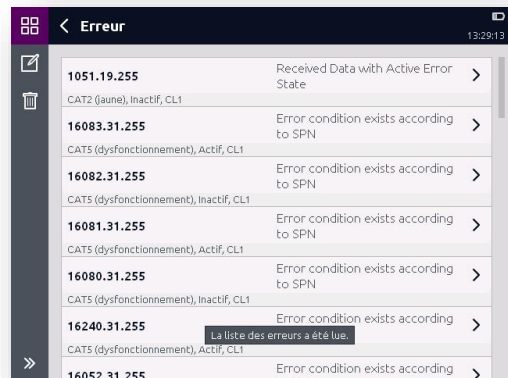 Erreur
13:29:13
1051.19.255
Received Data with Active Error
State
CAT2 (jaune), Inactif, CL1
16083.31.255
Error condition exists according
to SPN
CAT5 (dysfonctionnement), Actif, CL1
16082.31.255
Error condition exists according
to SPN
CAT5 (dysfonctionnement), Inactif, CL1
16081.31.255
Error condition exists according
to SPN
CAT5 (dysfonctionnement), Actif, CL1
16080.31.255
Error condition exists according
to SPN
CAT5 (dysfonctionnement), Inactif, CL1
16240.31.255
Error condition exists according
La liste des erreurs a été lue.
CAT5 (dysfonctionnement), Actif, CL1
16052.31.255
Error condition exists according